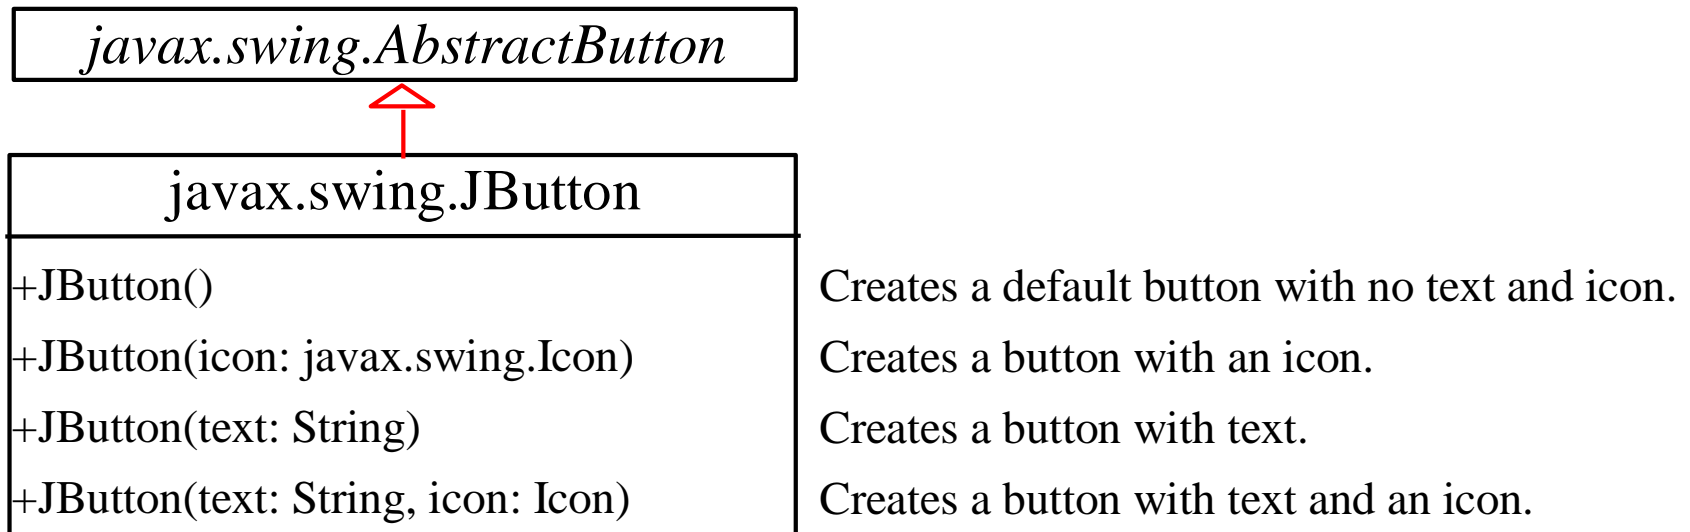 javax.swing.AbstractButton
javax.swing.JButton
+JButton() Creates a default button with no text and icon.
+JButton(icon: javax.swing.Icon) Creates a button with an icon.
+JButton(text: String) Creates a button with text.
+JButton(text: String, icon: Icon) Creates a button with text and an icon.